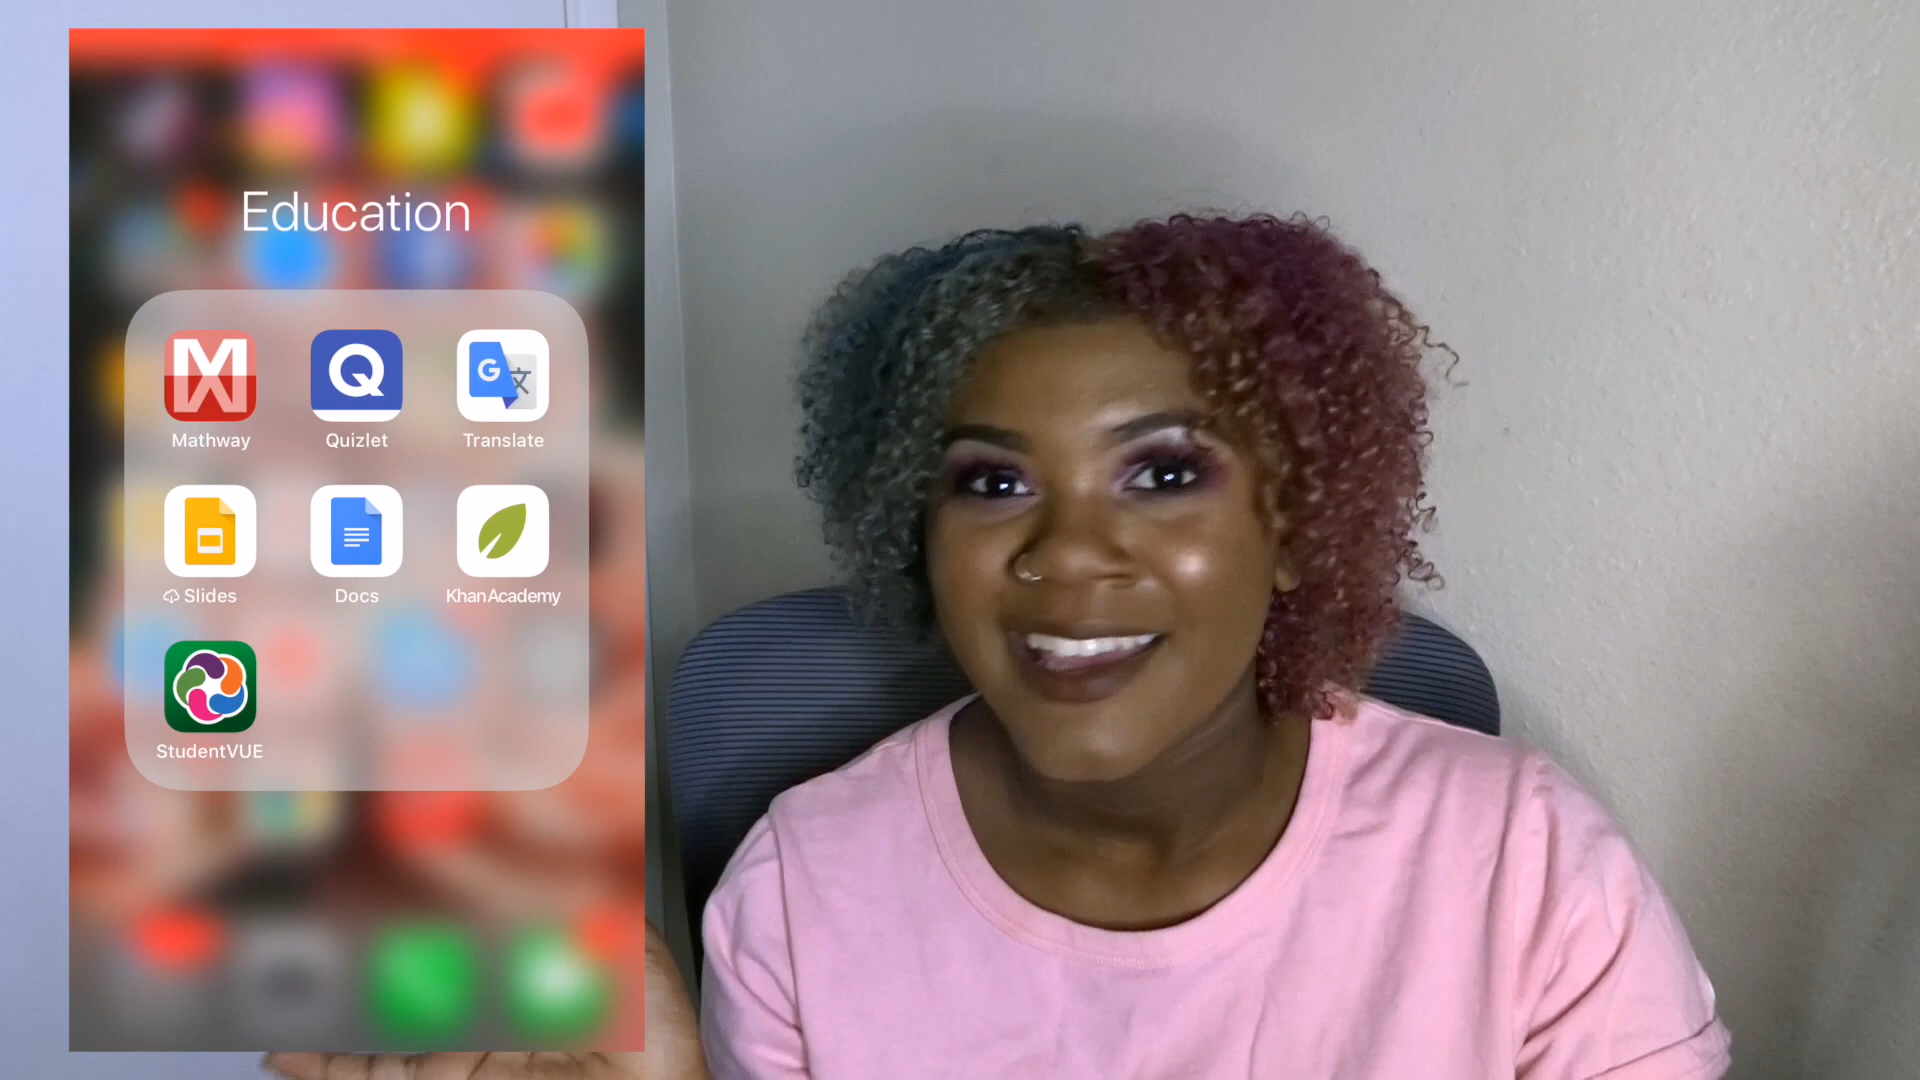 Education
Mathway
Quizlet
Translate
Slides
Docs
Khan Academy
StudentVUE